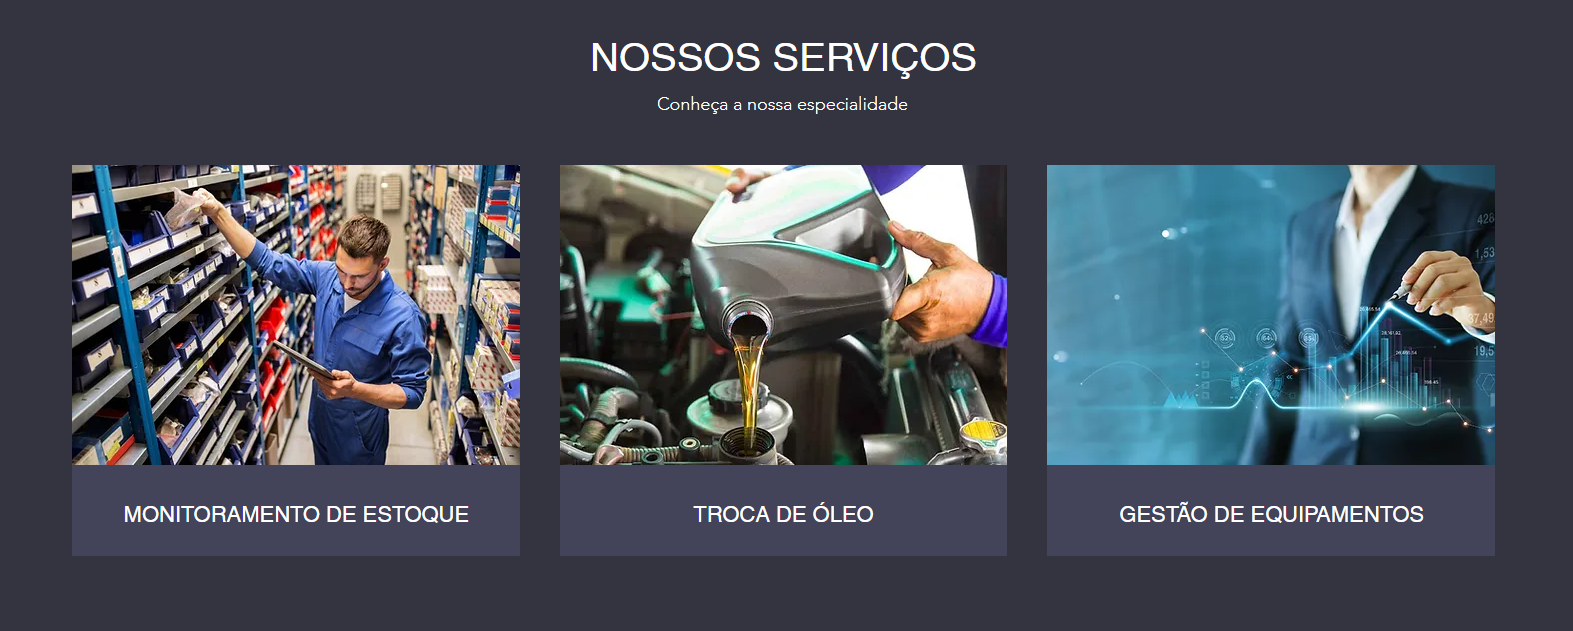 NOSSOS SERVIÇOS
Conheça a nossa especialidade
MONITORAMENTO DE ESTOQUE
TROCA DE ÓLEO
GESTÃO DE EQUIPAMENTOS